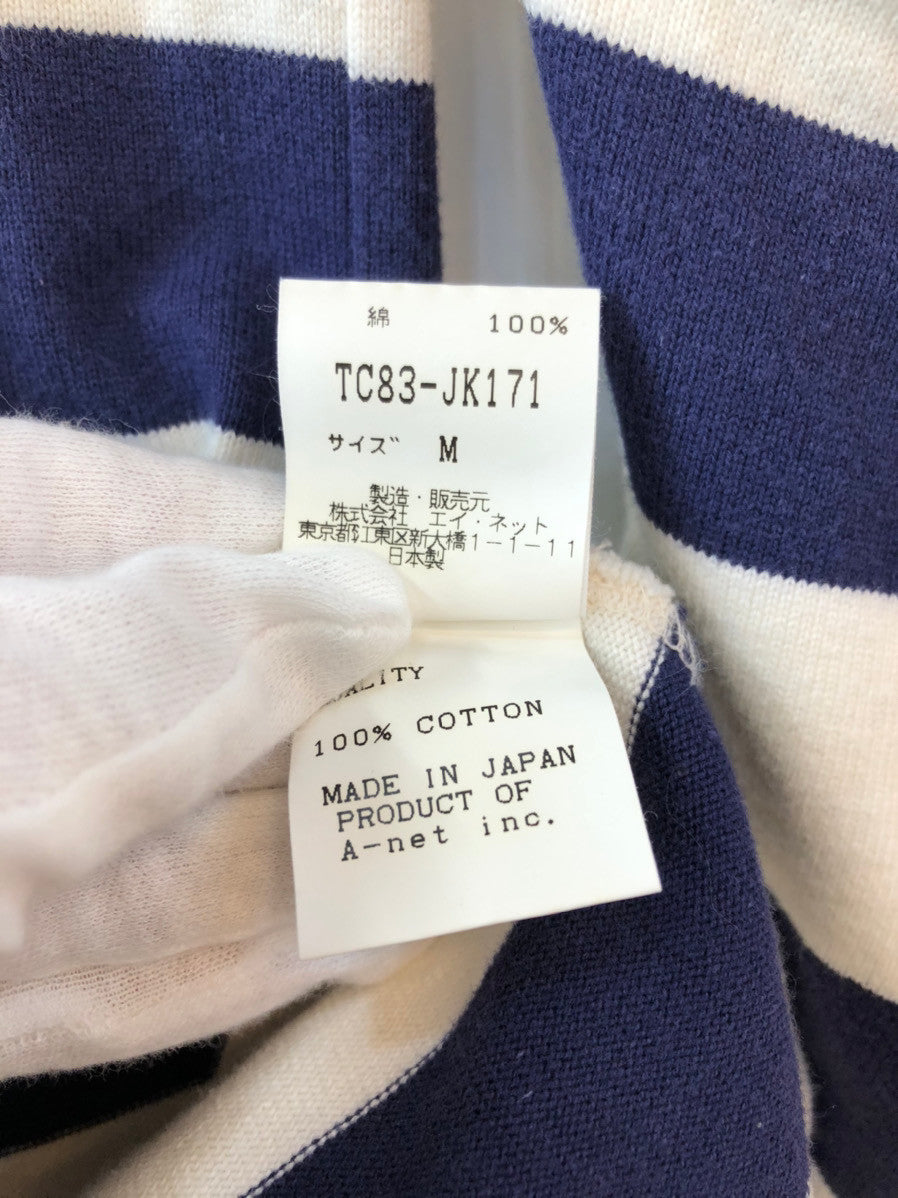 綿 100%
TC83-JK171
サイズ M
製造・販売元
株式会社 エイ・ネット
東京都江東区新大橋1-1-11
日本製
100% COTTON
MADE IN JAPAN
PRODUCT OF
A-net inc.